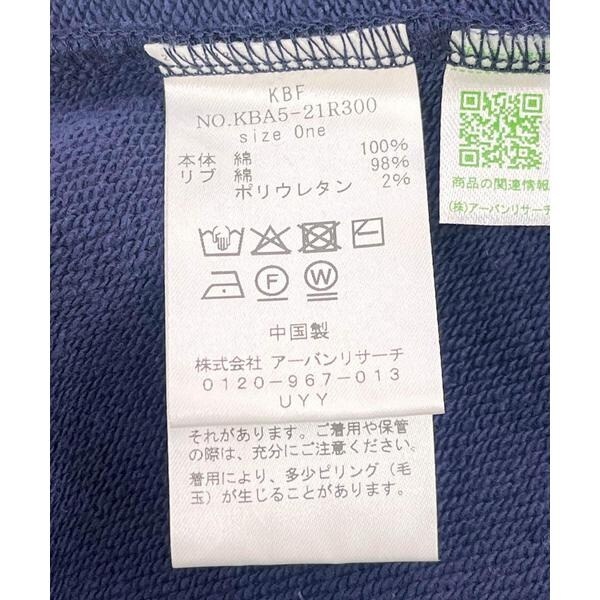 KBF
NO.KBA5-21R300
size One
本体 綿 100%
リブ 綿 98%
ポリウレタン 2%
F
W
中国製
株式会社 アーバンリサーチ
0120-967-013
UYY
それがあります。ご着用や保管
の際は、充分にご注意ください。
着用により、多少ピリング(毛
玉)が生じることがあります。
商品の関連情報
(株)アーバンリサーチ